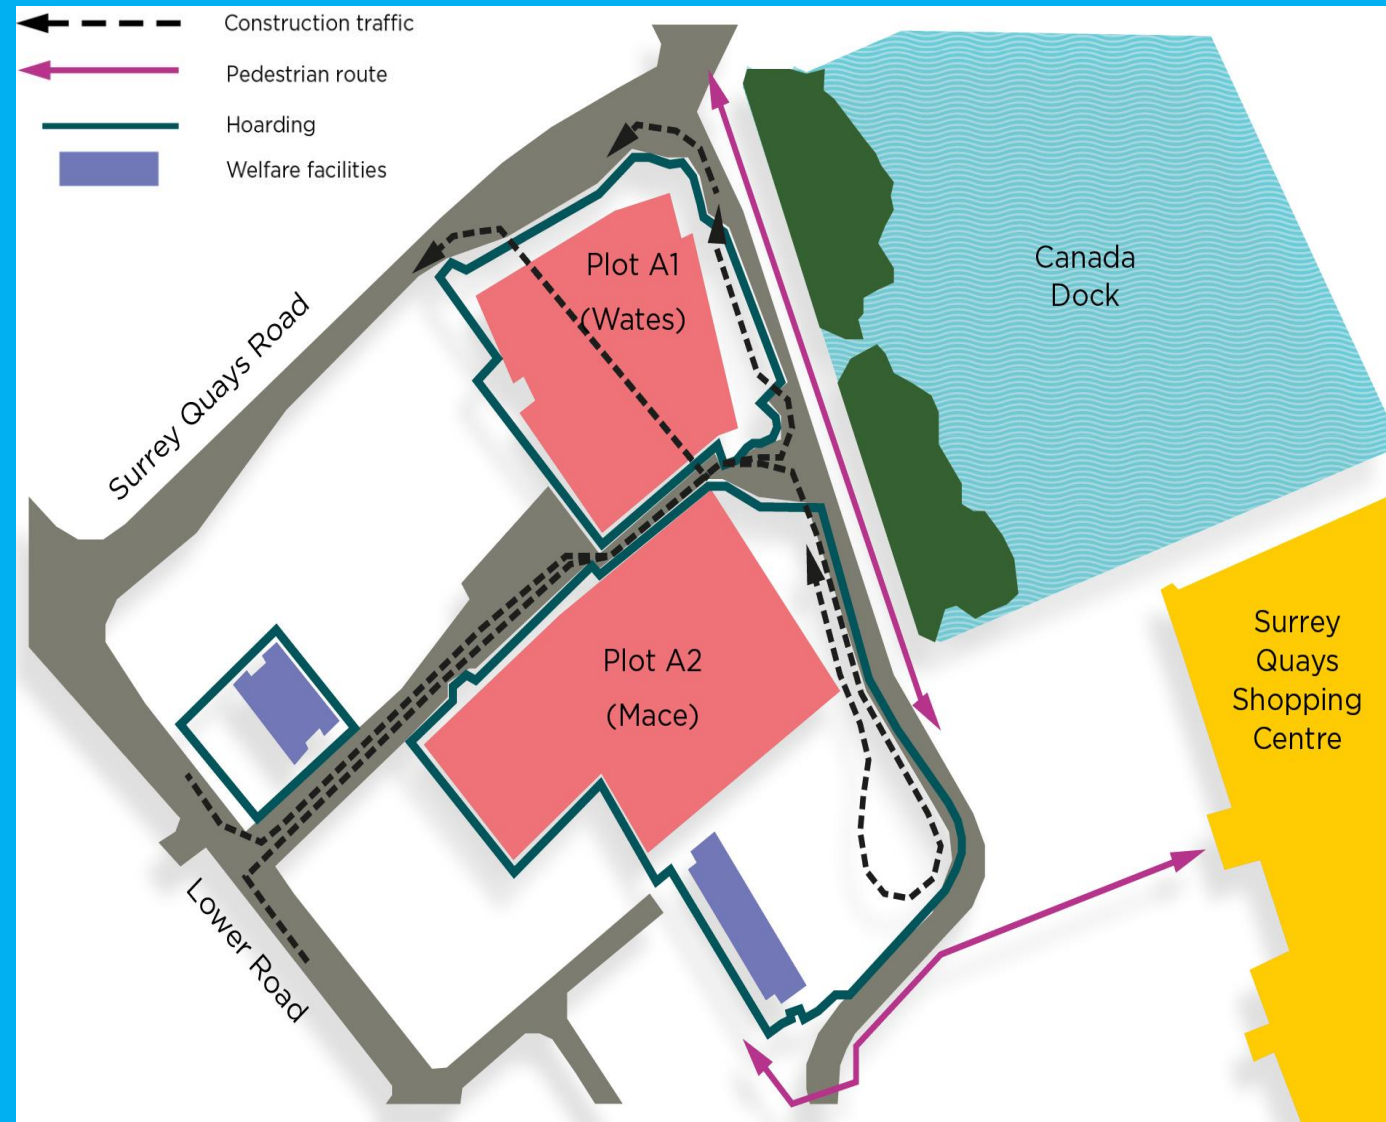 Construction traffic
Pedestrian route
Hoarding
Welfare facilities
Surrey Quays Road
Plot A1
(Wates)
Canada
Dock
Plot A2
(Mace)
Surrey
Quays
Shopping
Centre
Lower Road